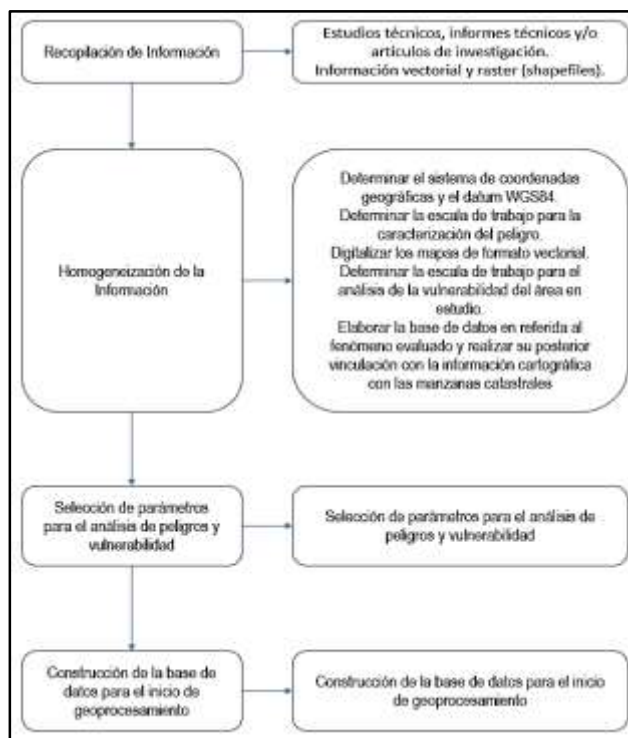 Recopilación de Información
Estudios técnicos, informes técnicos y/o
artículos de investigación.
Información vectorial y raster (shapefiles).
Homogeneización de la
Información
Determinar el sistema de coordenadas
geográficas y el datum WGS84.
Determinar la escala de trabajo para la
caracterización del peligro.
Digitalizar los mapas de formato vectorial.
Determinar la escala de trabajo para el
análisis de la vulnerabilidad del área en
estudio.
Elaborar la base de datos en referida al
fenómeno evaluado y realizar su posterior
vinculación con la información cartográfica
con las manzanas catastrales
Selección de parámetros
para el análisis de peligros y
vulnerabilidad
Selección de parámetros para el análisis de
peligros y vulnerabilidad
Construcción de la base de
datos para el inicio de
geoprocesamiento
Construcción de la base de datos para el inicio
de geoprocesamiento